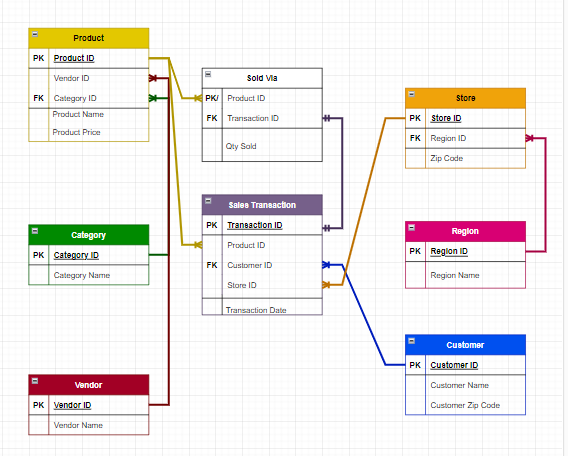 Product
PK Product ID
Vendor ID
FK Category ID
Product Name
Product Price
Sold Via
PK/ Product ID
FK Transaction ID
Qty Sold
Store
PK Store ID
FK Region ID
Zip Code
Sales Transaction
PK Transaction ID
Product ID
FK Customer ID
Store ID
Transaction Date
Category
PK Category ID
Category Name
Region
PK Region ID
Region Name
Customer
PK Customer ID
Customer Name
Customer Zip Code
Vendor
PK Vendor ID
Vendor Name